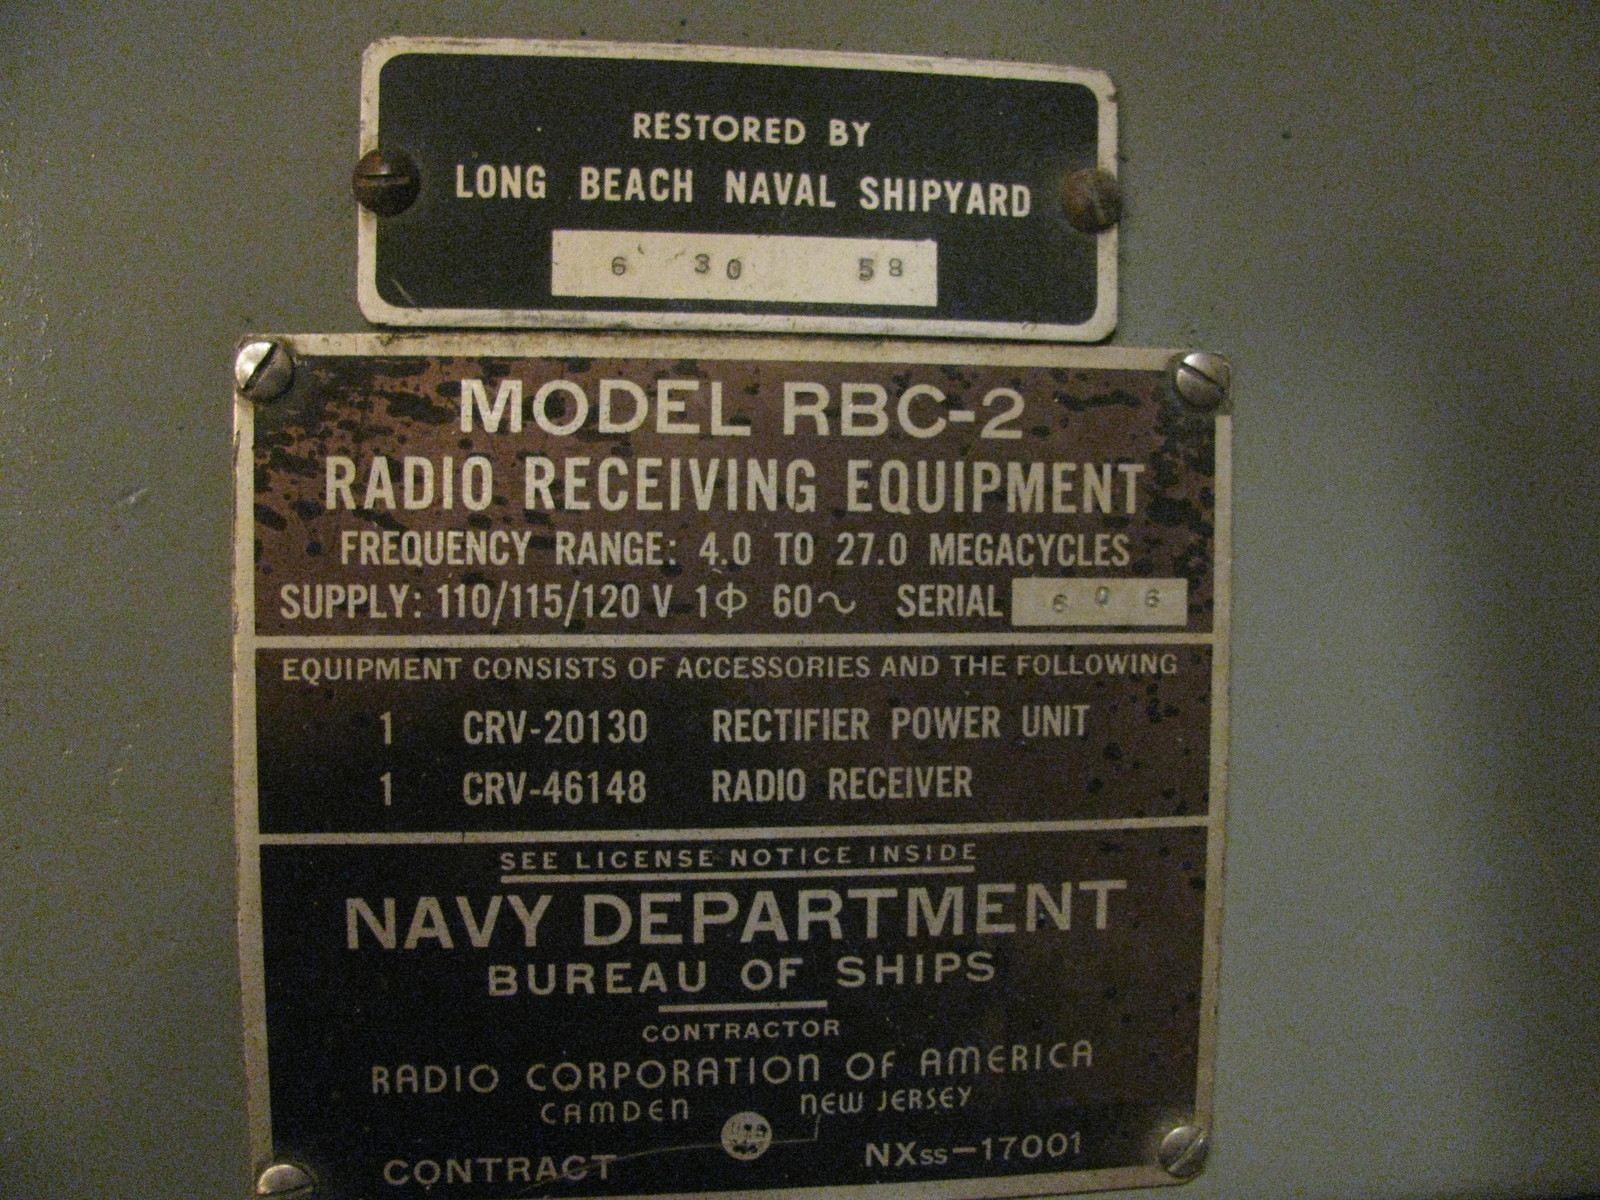 RESTORED BY
LONG BEACH NAVAL SHIPYARD
6 30 58
MODEL RBC-2
RADIO RECEIVING EQUIPMENT
FREQUENCY RANGE: 4.0 TO 27.0 MEGACYCLES
SUPPLY: 110/115/120 V 1ϕ 60~ SERIAL 606
EQUIPMENT CONSISTS OF ACCESSORIES AND THE FOLLOWING
1 CRV-20130 RECTIFIER POWER UNIT
1 CRV-46148 RADIO RECEIVER
SEE LICENSE NOTICE INSIDE
NAVY DEPARTMENT
BUREAU OF SHIPS
CONTRACTOR
RADIO CORPORATION OF AMERICA
CAMDEN NEW JERSEY
CONTRACT NXss-17001